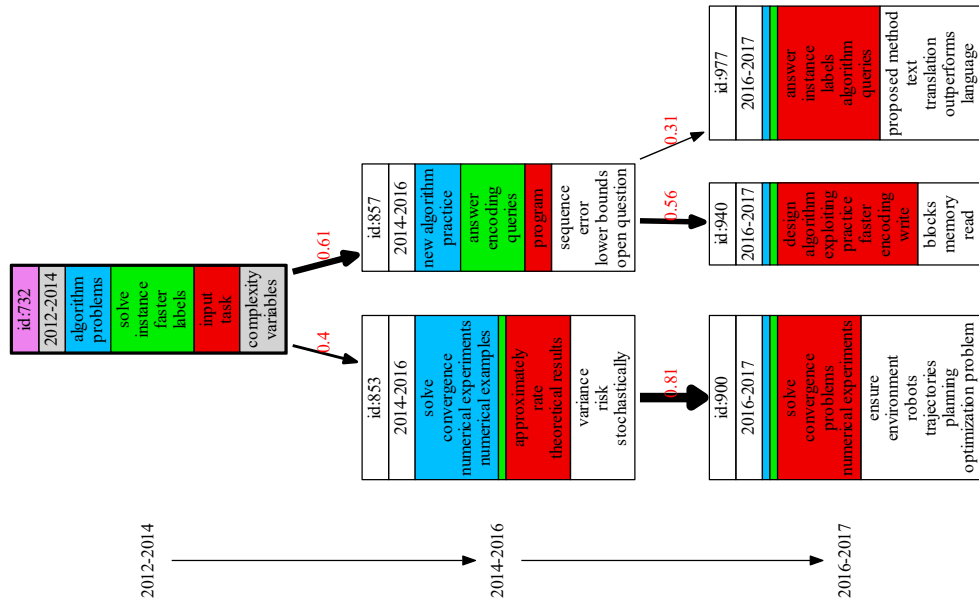 2012-2014
id:732
2012-2014
algorithm
problems
solve
instance
faster
labels
input
task
complexity
variables
0.4
0.61
2014-2016
id:853
2014-2016
solve
convergence
numerical experiments
numerical examples
approximately
rate
theoretical results
variance
risk
stochastically
id:857
2014-2016
new algorithm
practice
answer
encoding
queries
program
sequence
error
lower bounds
open question
0.81
0.56
0.31
2016-2017
id:900
2016-2017
solve
convergence
problems
numerical experiments
ensure
environment
robots
trajectories
planning
optimization problem
id:940
2016-2017
design
algorithm
exploiting
practice
faster
encoding
write
blocks
memory
read
id:977
2016-2017
answer
instance
labels
algorithm
queries
proposed method
text
translation
outperforms
language